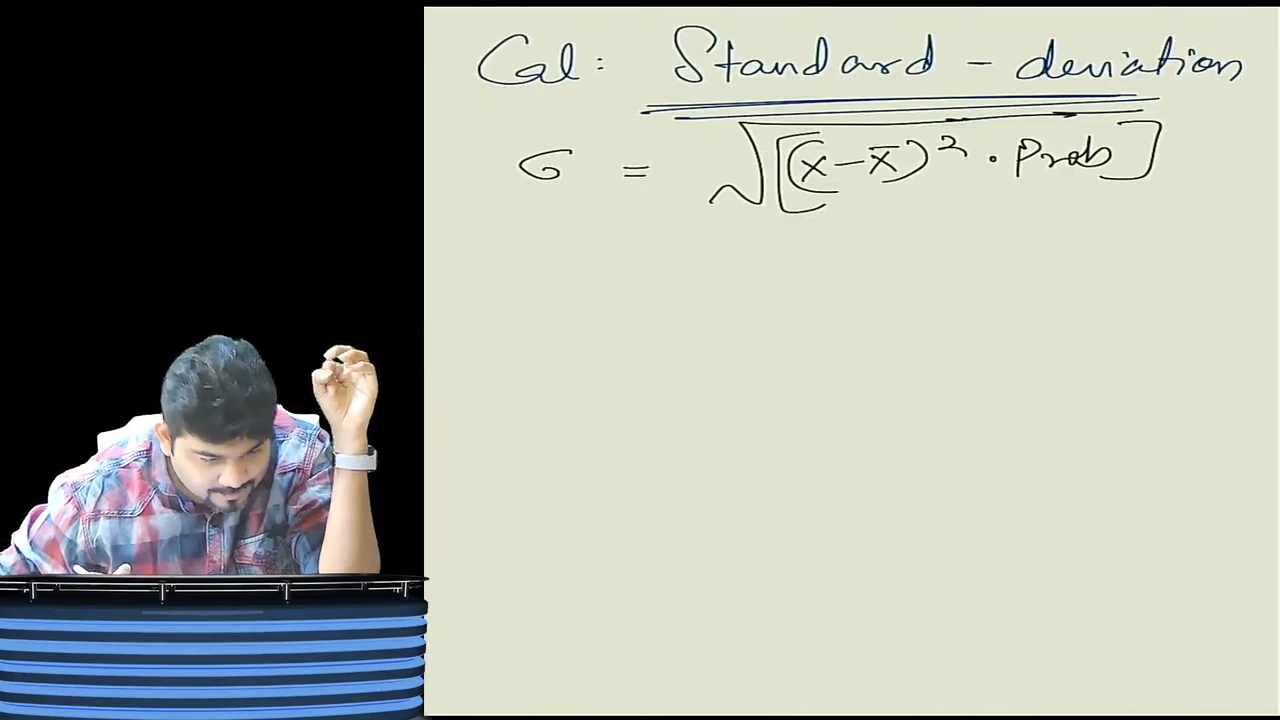 Cal: Standard - deviation
σ = √[(x-x̄)² . Prob]